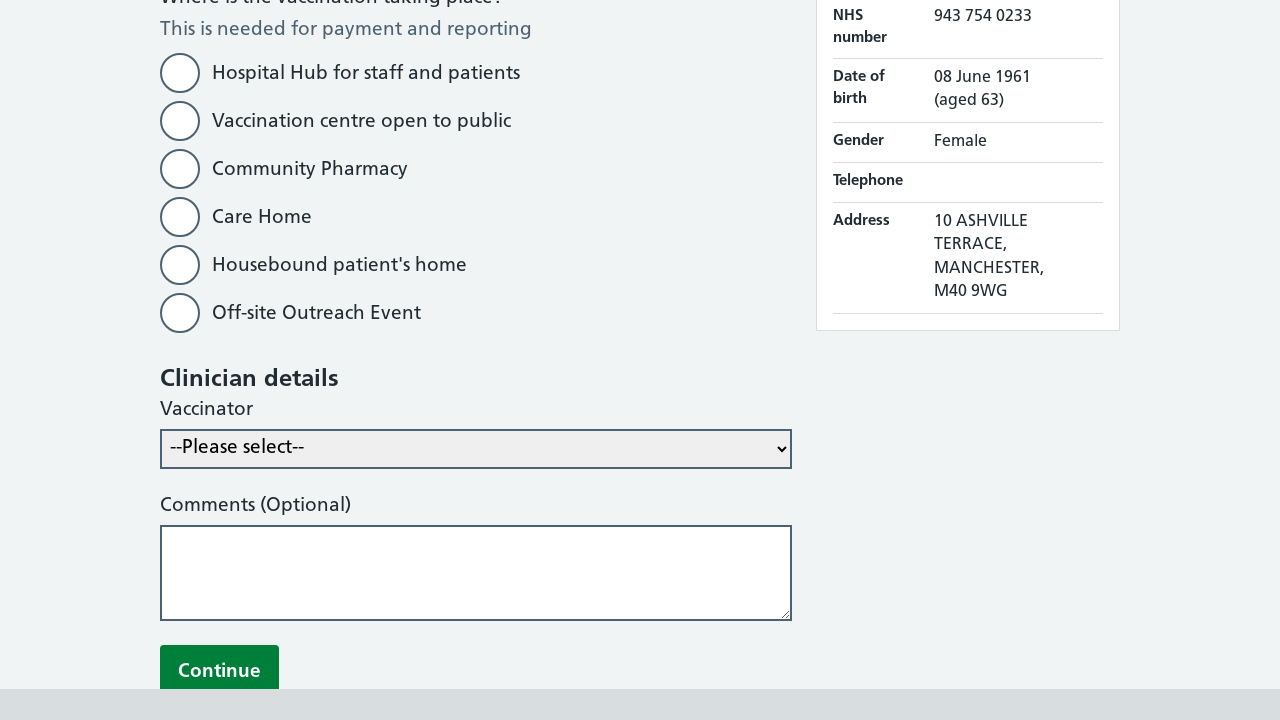 This is needed for payment and reporting
Hospital Hub for staff and patients
Vaccination centre open to public
Community Pharmacy
Care Home
Housebound patient's home
Off-site Outreach Event
Clinician details
Vaccinator
--Please select--
Comments (Optional)
Continue
NHS number
943 754 0233
Date of birth
08 June 1961 (aged 63)
Gender
Female
Telephone
Address
10 ASHVILLE
TERRACE,
MANCHESTER,
M40 9WG